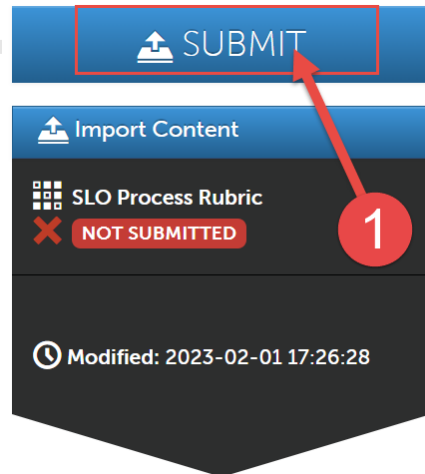 SUBMIT
Import Content
SLO Process Rubric
NOT SUBMITTED
1
Modified: 2023-02-01 17:26:28